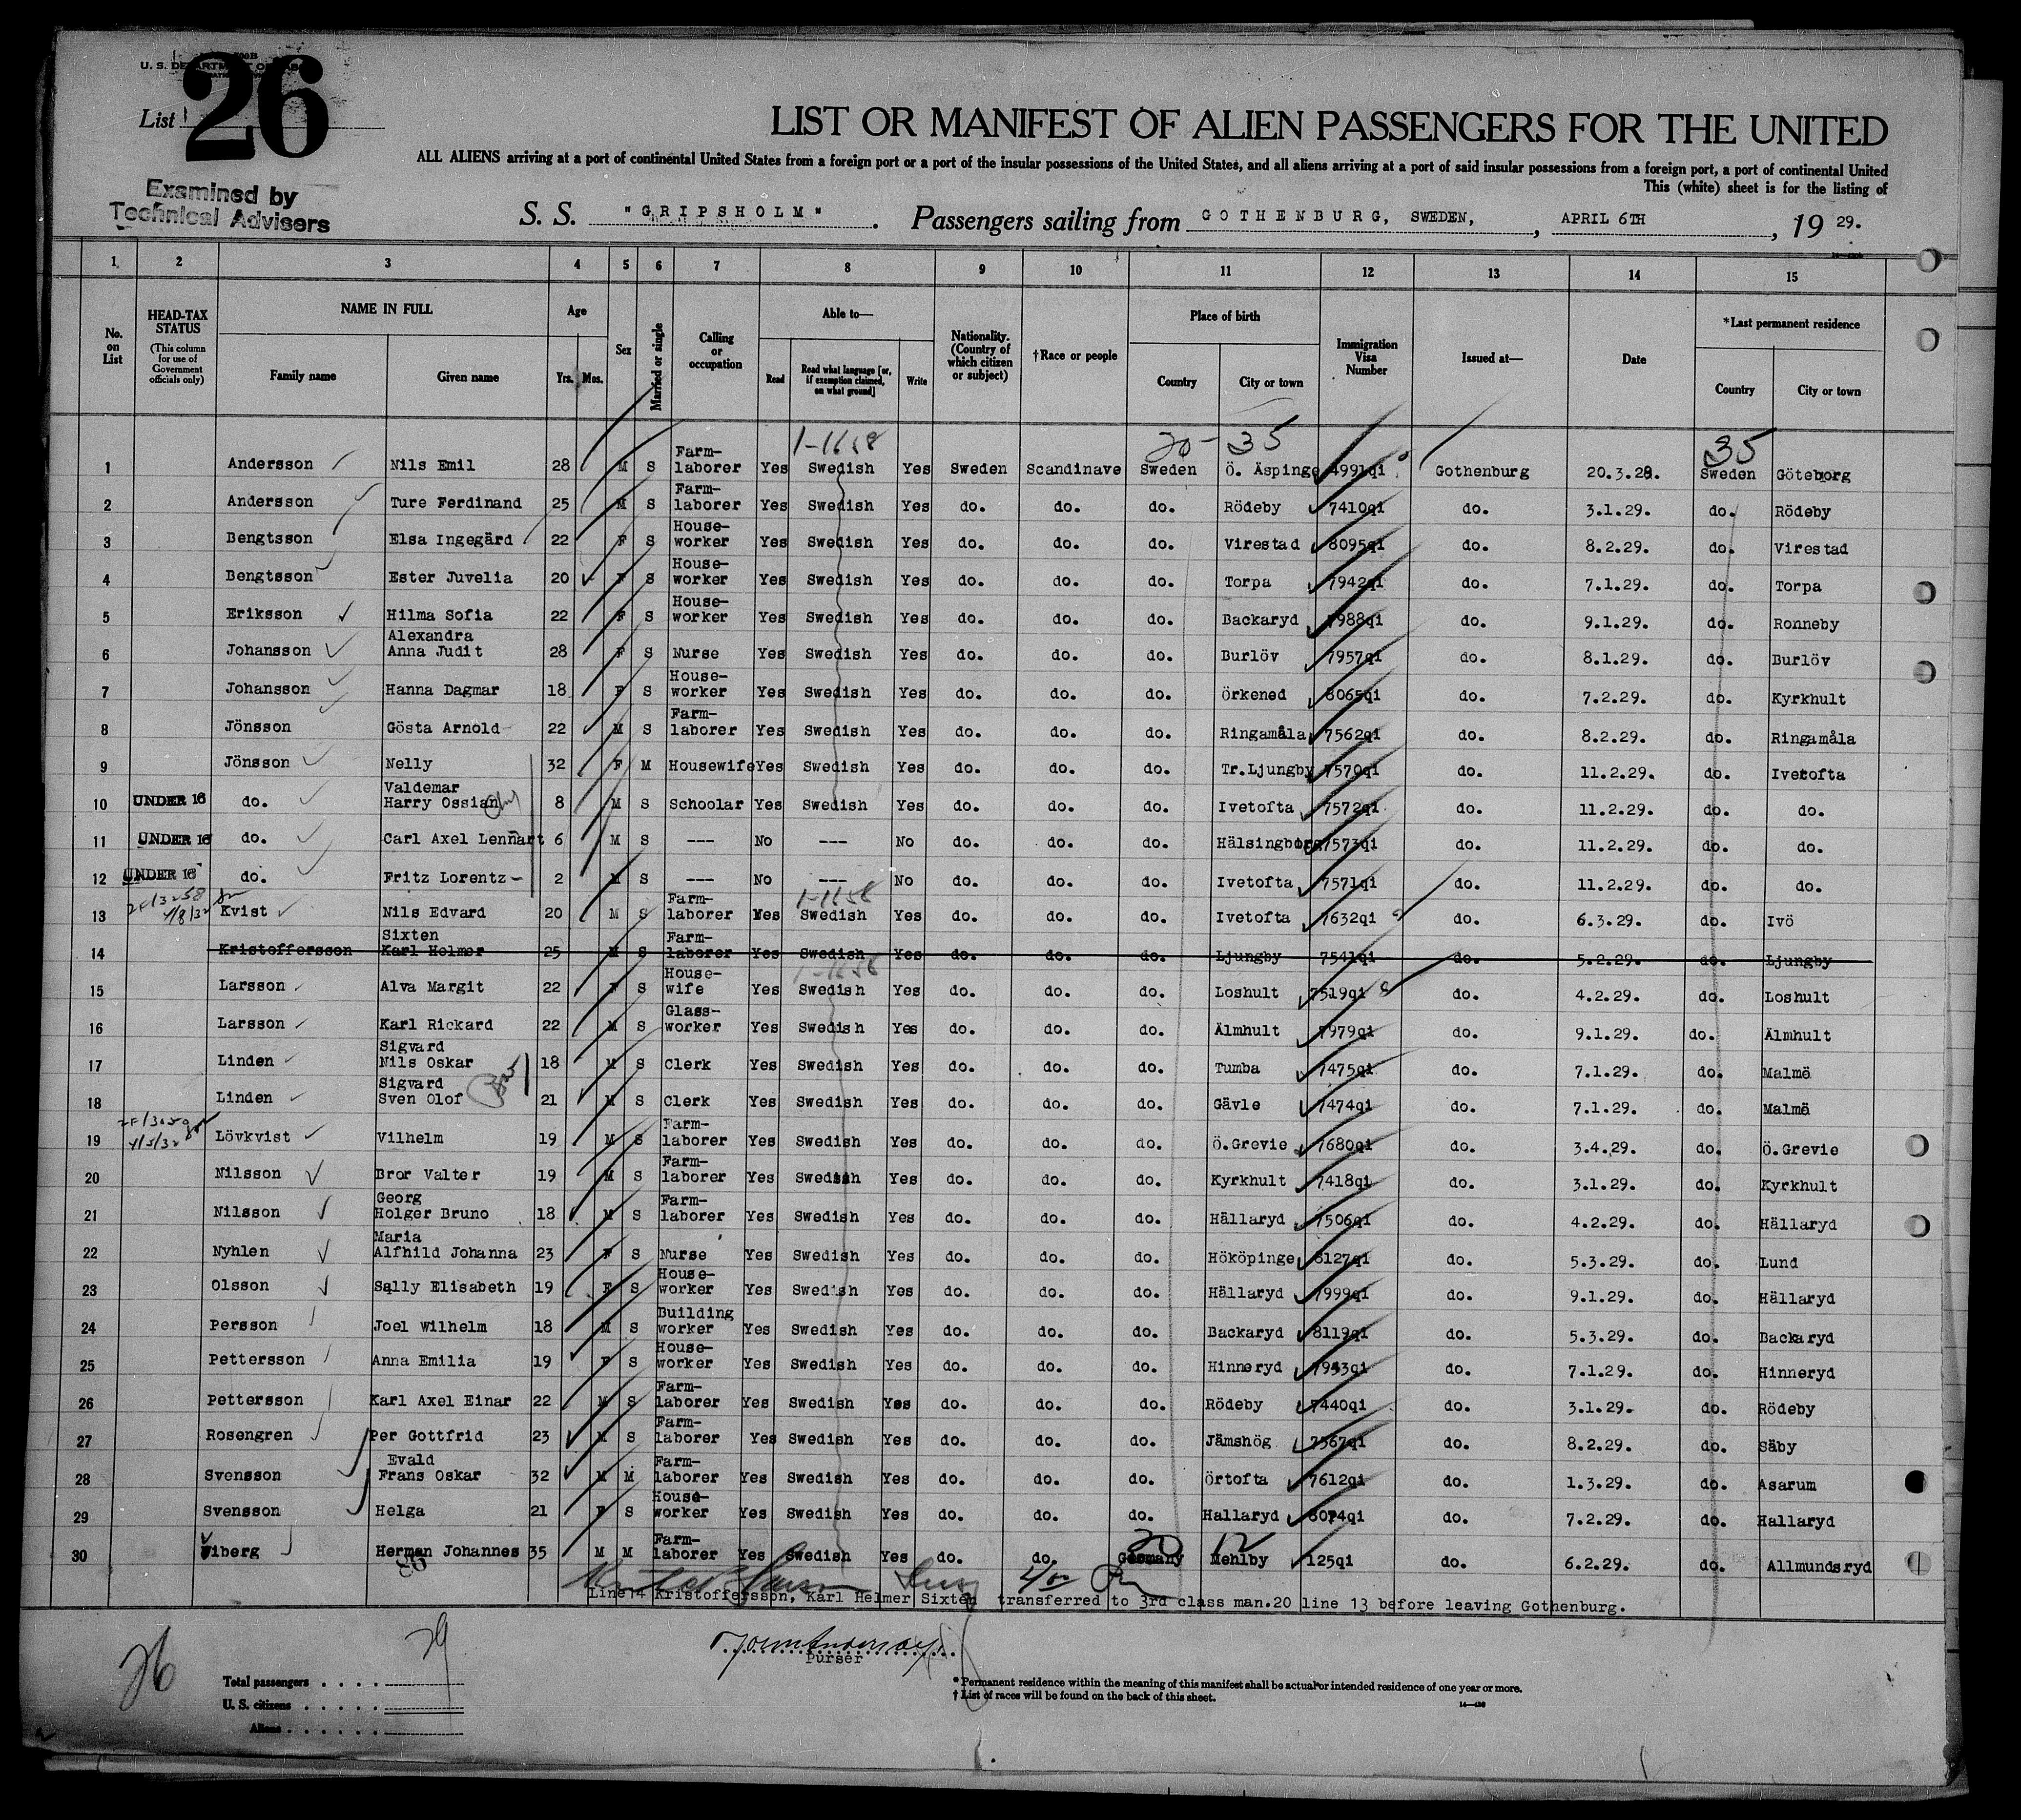 26
U. S. DEPARTMENT OF LABOR
List
Examined by
Technical Advisers
LIST OR MANIFEST OF ALIEN PASSENGERS FOR THE UNITED
ALL ALIENS arriving at a port of continental United States from a foreign port or a port of the insular possessions of the United States, and all aliens arriving at a port of said insular possessions from a foreign port, a port of continental United
This (white) sheet is for the listing of
S. S. "GRIPSHOLM". Passengers sailing from GOTHENBURG, SWEDEN, APRIL 6TH, 19 29.
1 2 3 4 5 6 7 8 9 10 11 12 13 14 15
No. on List HEAD-TAX STATUS (This column for use of Government officials only) NAME IN FULL Family name Given name Age Yrs. Mos. Sex Married or single Calling or occupation Able to— Read Read what language [or, if exemption claimed, on what ground] Write Nationality. (Country of which citizen or subject) †Race or people Place of birth Country City or town Immigration Visa Number Issued at— Date *Last permanent residence Country City or town
1-1658 20- 35 35
1 Andersson Nils Emil 28 M S Farm-laborer Yes Swedish Yes Sweden Scandinave Sweden Ö. Äspinge 4991qi Gothenburg 20.3.28. Sweden Göteborg
2 Andersson Ture Ferdinand 25 M S Farm-laborer Yes Swedish Yes do. do. do. Rödeby 7410qi do. 3.1.29. do. Rödeby
3 Bengtsson Elsa Ingegärd 22 F S House-worker Yes Swedish Yes do. do. do. Virestad 8095qi do. 8.2.29. do. Virestad
4 Bengtsson Ester Juvelia 20 F S House-worker Yes Swedish Yes do. do. do. Torpa 7942qi do. 7.1.29. do. Torpa
5 Eriksson Hilma Sofia 22 F S House-worker Yes Swedish Yes do. do. do. Backaryd 7988qi do. 9.1.29. do. Ronneby
6 Johansson Alexandra Anna Judit 28 F S Nurse Yes Swedish Yes do. do. do. Burlöv 7957qi do. 8.1.29. do. Burlöv
7 Johansson Hanna Dagmar 18 F S House-worker Yes Swedish Yes do. do. do. Örkened 8065qi do. 7.2.29. do. Kyrkhult
8 Jönsson Gösta Arnold 22 M S Farm-laborer Yes Swedish Yes do. do. do. Ringamåla 7562qi do. 8.2.29. do. Ringamåla
9 Jönsson Nelly 32 F M Housewife Yes Swedish Yes do. do. do. Tr.Ljungby 7570qi do. 11.2.29. do. Ivetofta
10 UNDER 16 do. Valdemar Harry Ossian 8 M S Schoolar Yes Swedish Yes do. do. do. Ivetofta 7572qi do. 11.2.29. do. do.
11 UNDER 16 do. Carl Axel Lennart 6 M S --- No --- No do. do. do. Hälsingborg 7573qi do. 11.2.29. do. do.
12 UNDER 16 do. Fritz Lorentz 2 M S --- No --- No do. do. do. Ivetofta 7571qi do. 11.2.29. do. do.
1-1658
13 4/8/32 Kvist Nils Edvard 20 M S Farm-laborer Yes Swedish Yes do. do. do. Ivetofta 7632qi do. 6.3.29. do. Ivö
14 Kristoffersson Sixten Karl Helmer 25 M S Farm-laborer Yes Swedish Yes do. do. do. Ljungby 7541qi do. 5.2.29. do. Ljungby
1-1658
15 Larsson Alva Margit 22 F S House-wife Yes Swedish Yes do. do. do. Loshult 7519qi do. 4.2.29. do. Loshult
16 Larsson Karl Rickard 22 M S Glass-worker Yes Swedish Yes do. do. do. Älmhult 7979qi do. 9.1.29. do. Älmhult
17 Linden Sigvard Nils Oskar 18 M S Clerk Yes Swedish Yes do. do. do. Tumba 7475qi do. 7.1.29. do. Malmö
18 Linden Sigvard Sven Olof 21 M S Clerk Yes Swedish Yes do. do. do. Gävle 7474qi do. 7.1.29. do. Malmö
19 4/5/32 Lövkvist Vilhelm 19 M S Farm-laborer Yes Swedish Yes do. do. do. Ö.Grevie 7680qi do. 3.4.29. do. Ö.Grevie
20 Nilsson Bror Valter 19 M S Farm-laborer Yes Swedish Yes do. do. do. Kyrkhult 7418qi do. 3.1.29. do. Kyrkhult
21 Nilsson Georg Holger Bruno 18 M S Farm-laborer Yes Swedish Yes do. do. do. Hällaryd 7506qi do. 4.2.29. do. Hällaryd
22 Nyhlen Maria Alfhild Johanna 23 F S Nurse Yes Swedish Yes do. do. do. Hököpinge 8127qi do. 5.3.29. do. Lund
23 Olsson Sally Elisabeth 19 F S House-worker Yes Swedish Yes do. do. do. Hällaryd 7999qi do. 9.1.29. do. Hällaryd
24 Persson Joel Wilhelm 18 M S Building worker Yes Swedish Yes do. do. do. Backaryd 8119qi do. 5.3.29. do. Backaryd
25 Pettersson Anna Emilia 19 F S House-worker Yes Swedish Yes do. do. do. Hinneryd 7943qi do. 7.1.29. do. Hinneryd
26 Pettersson Karl Axel Einar 22 M S Farm-laborer Yes Swedish Yes do. do. do. Rödeby 7440qi do. 3.1.29. do. Rödeby
27 Rosengren Per Gottfrid 23 M S Farm-laborer Yes Swedish Yes do. do. do. Jämshög 7567qi do. 8.2.29. do. Säby
28 Svensson Evald Frans Oskar 32 M M Farm-laborer Yes Swedish Yes do. do. do. Örtofta 7612qi do. 1.3.29. do. Asarum
29 Svensson Helga 21 F S House-worker Yes Swedish Yes do. do. do. Hallaryd 8074qi do. 7.2.29. do. Hallaryd
30 Viberg Herman Johannes 35 M M Farm-laborer Yes Swedish Yes do. do. Germany Mehlby 125qi do. 6.2.29. do. Allmundsryd
20 12
Line 14 Kristoffersson, Karl Helmer Sixten transferred to 3rd class man.20 line 13 before leaving Gothenburg.
Purser
26
29
Total passengers
U. S. citizens
Aliens
* Permanent residence within the meaning of this manifest shall be actual or intended residence of one year or more.
† List of races will be found on the back of this sheet.